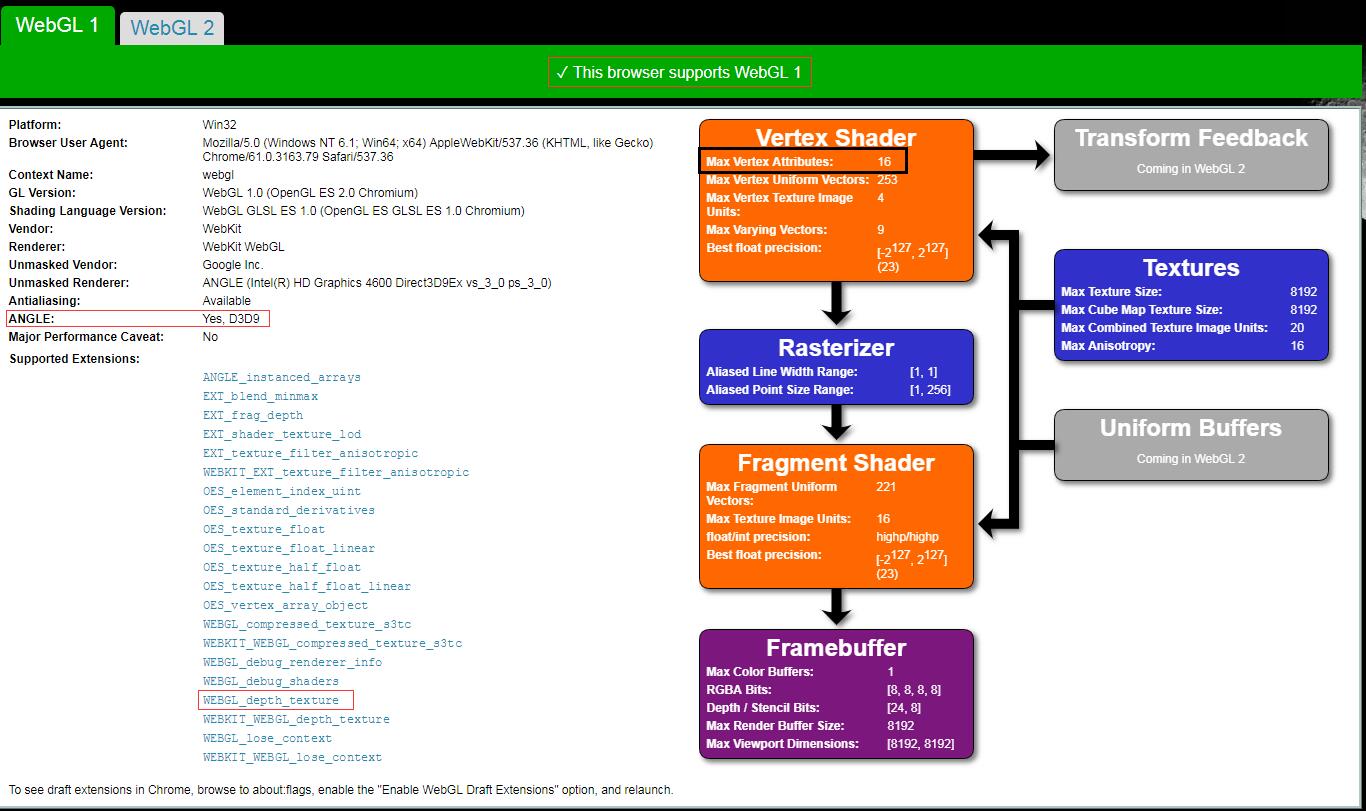 WebGL 1
WebGL 2
✓ This browser supports WebGL 1
Platform: Win32
Browser User Agent: Mozilla/5.0 (Windows NT 6.1; Win64; x64) AppleWebKit/537.36 (KHTML, like Gecko)
Chrome/61.0.3163.79 Safari/537.36
Context Name: webgl
GL Version: WebGL 1.0 (OpenGL ES 2.0 Chromium)
Shading Language Version: WebGL GLSL ES 1.0 (OpenGL ES GLSL ES 1.0 Chromium)
Vendor: WebKit
Renderer: WebKit WebGL
Unmasked Vendor: Google Inc.
Unmasked Renderer: ANGLE (Intel(R) HD Graphics 4600 Direct3D9Ex vs_3_0 ps_3_0)
Antialiasing: Available
ANGLE: Yes, D3D9
Major Performance Caveat: No
Supported Extensions:
ANGLE_instanced_arrays
EXT_blend_minmax
EXT_frag_depth
EXT_shader_texture_lod
EXT_texture_filter_anisotropic
WEBKIT_EXT_texture_filter_anisotropic
OES_element_index_uint
OES_standard_derivatives
OES_texture_float
OES_texture_float_linear
OES_texture_half_float
OES_texture_half_float_linear
OES_vertex_array_object
WEBGL_compressed_texture_s3tc
WEBKIT_WEBGL_compressed_texture_s3tc
WEBGL_debug_renderer_info
WEBGL_debug_shaders
WEBGL_depth_texture
WEBKIT_WEBGL_depth_texture
WEBGL_lose_context
WEBKIT_WEBGL_lose_context
Vertex Shader
Max Vertex Attributes: 16
Max Vertex Uniform Vectors: 253
Max Vertex Texture Image 4
Units:
Max Varying Vectors: 9
Best float precision: [-2^127, 2^127]
(23)
Rasterizer
Aliased Line Width Range: [1, 1]
Aliased Point Size Range: [1, 256]
Fragment Shader
Max Fragment Uniform 221
Vectors:
Max Texture Image Units: 16
float/int precision: highp/highp
Best float precision: [-2^127, 2^127]
(23)
Framebuffer
Max Color Buffers: 1
RGBA Bits: [8, 8, 8, 8]
Depth / Stencil Bits: [24, 8]
Max Render Buffer Size: 8192
Max Viewport Dimensions: [8192, 8192]
Transform Feedback
Coming in WebGL 2
Textures
Max Texture Size: 8192
Max Cube Map Texture Size: 8192
Max Combined Texture Image Units: 20
Max Anisotropy: 16
Uniform Buffers
Coming in WebGL 2
To see draft extensions in Chrome, browse to about:flags, enable the "Enable WebGL Draft Extensions" option, and relaunch.